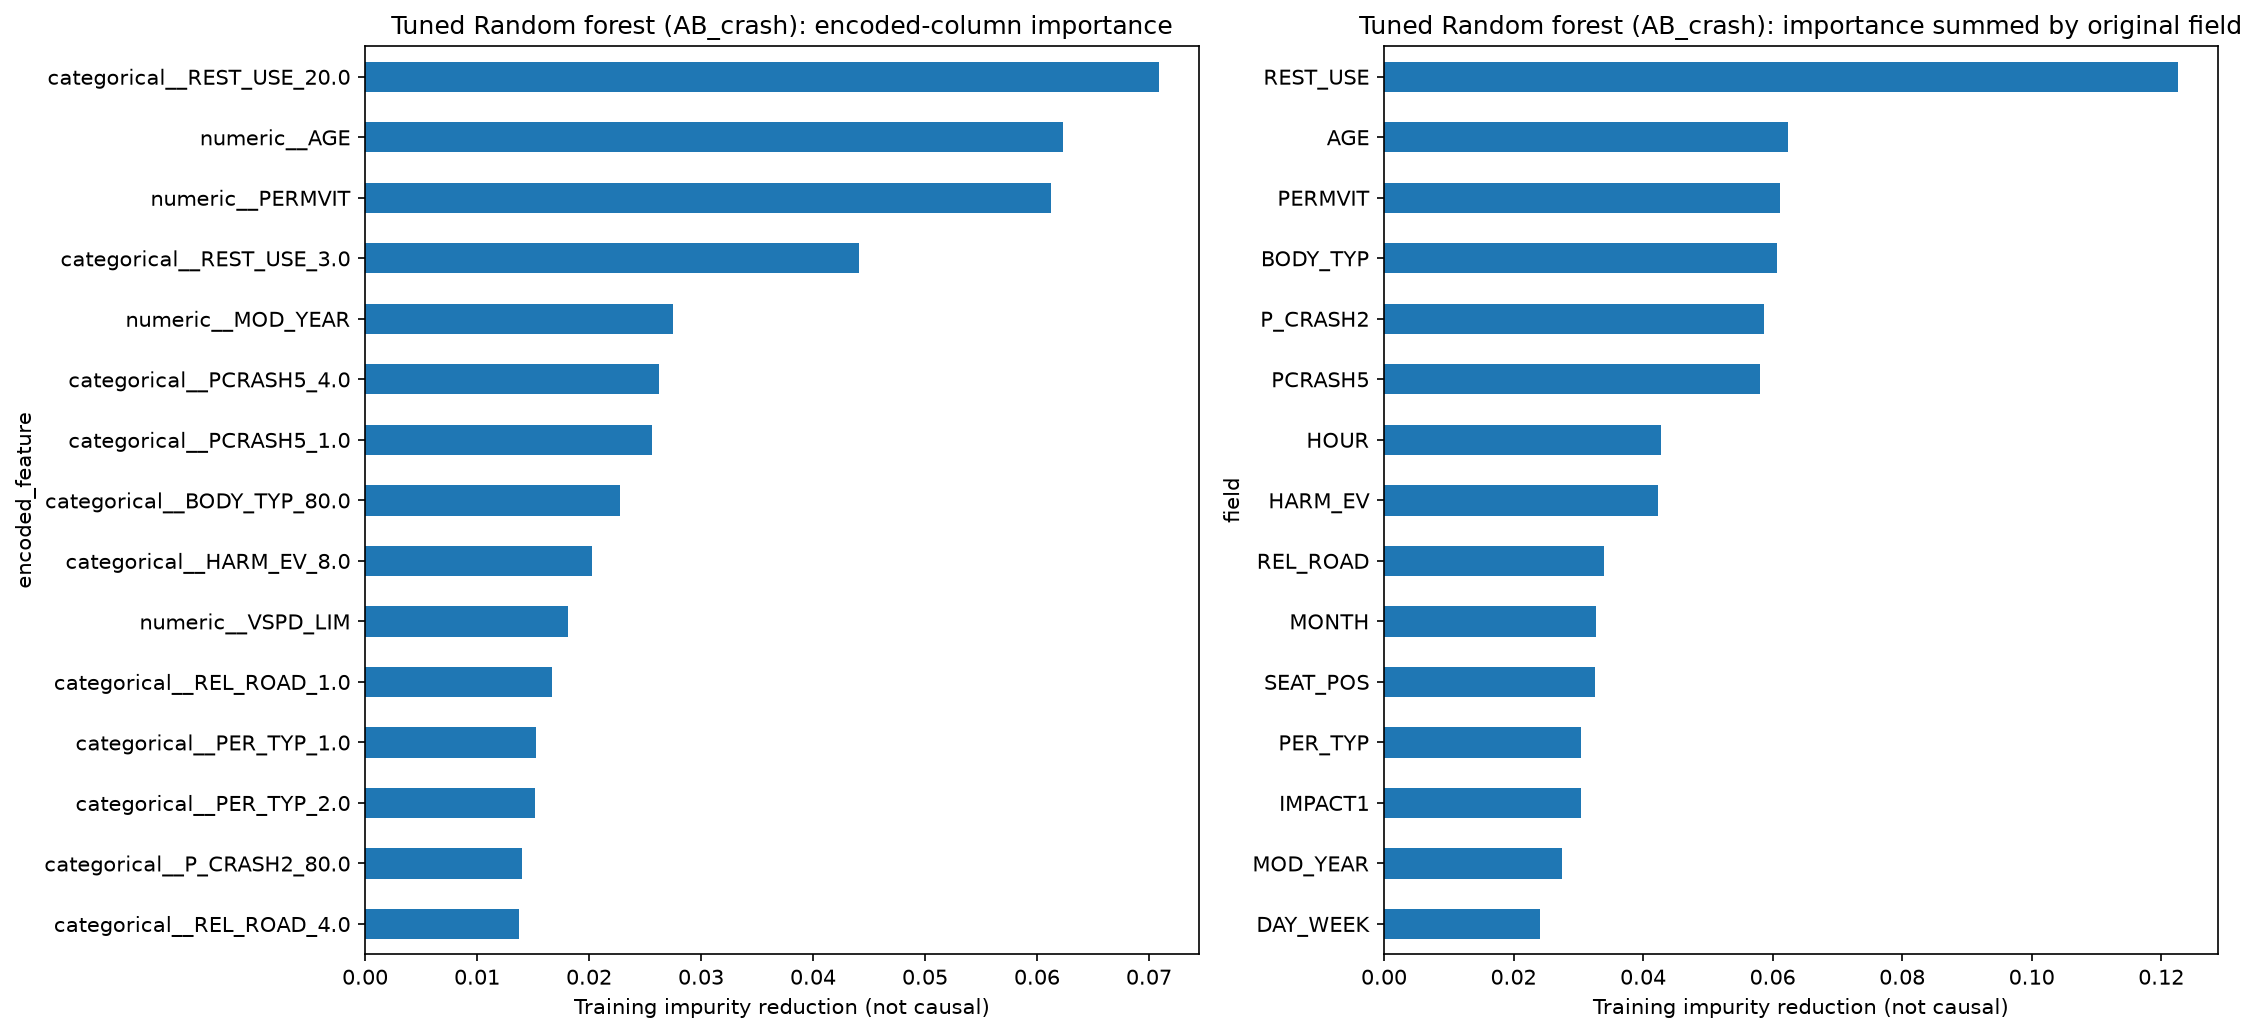 Tuned Random forest (AB_crash): encoded-column importance
encoded_feature
categorical__REST_USE_20.0
numeric__AGE
numeric__PERMVIT
categorical__REST_USE_3.0
numeric__MOD_YEAR
categorical__PCRASH5_4.0
categorical__PCRASH5_1.0
categorical__BODY_TYP_80.0
categorical__HARM_EV_8.0
numeric__VSPD_LIM
categorical__REL_ROAD_1.0
categorical__PER_TYP_1.0
categorical__PER_TYP_2.0
categorical__P_CRASH2_80.0
categorical__REL_ROAD_4.0
0.00 0.01 0.02 0.03 0.04 0.05 0.06 0.07
Training impurity reduction (not causal)
Tuned Random forest (AB_crash): importance summed by original field
field
REST_USE
AGE
PERMVIT
BODY_TYP
P_CRASH2
PCRASH5
HOUR
HARM_EV
REL_ROAD
MONTH
SEAT_POS
PER_TYP
IMPACT1
MOD_YEAR
DAY_WEEK
0.00 0.02 0.04 0.06 0.08 0.10 0.12
Training impurity reduction (not causal)